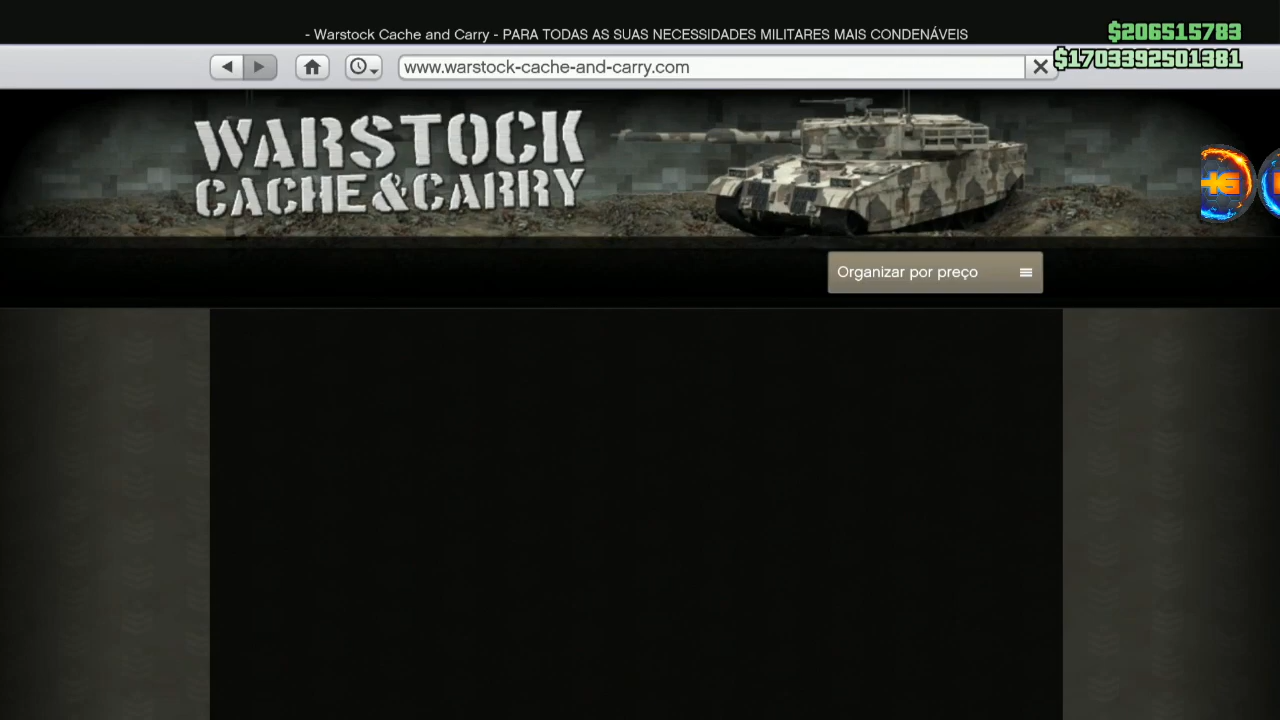 - Warstock Cache and Carry - PARA TODAS AS SUAS NECESSIDADES MILITARES MAIS CONDENÁVEIS
$206515783
$1703392501381
www.warstock-cache-and-carry.com
WARSTOCK
CACHE&CARRY
Organizar por preço